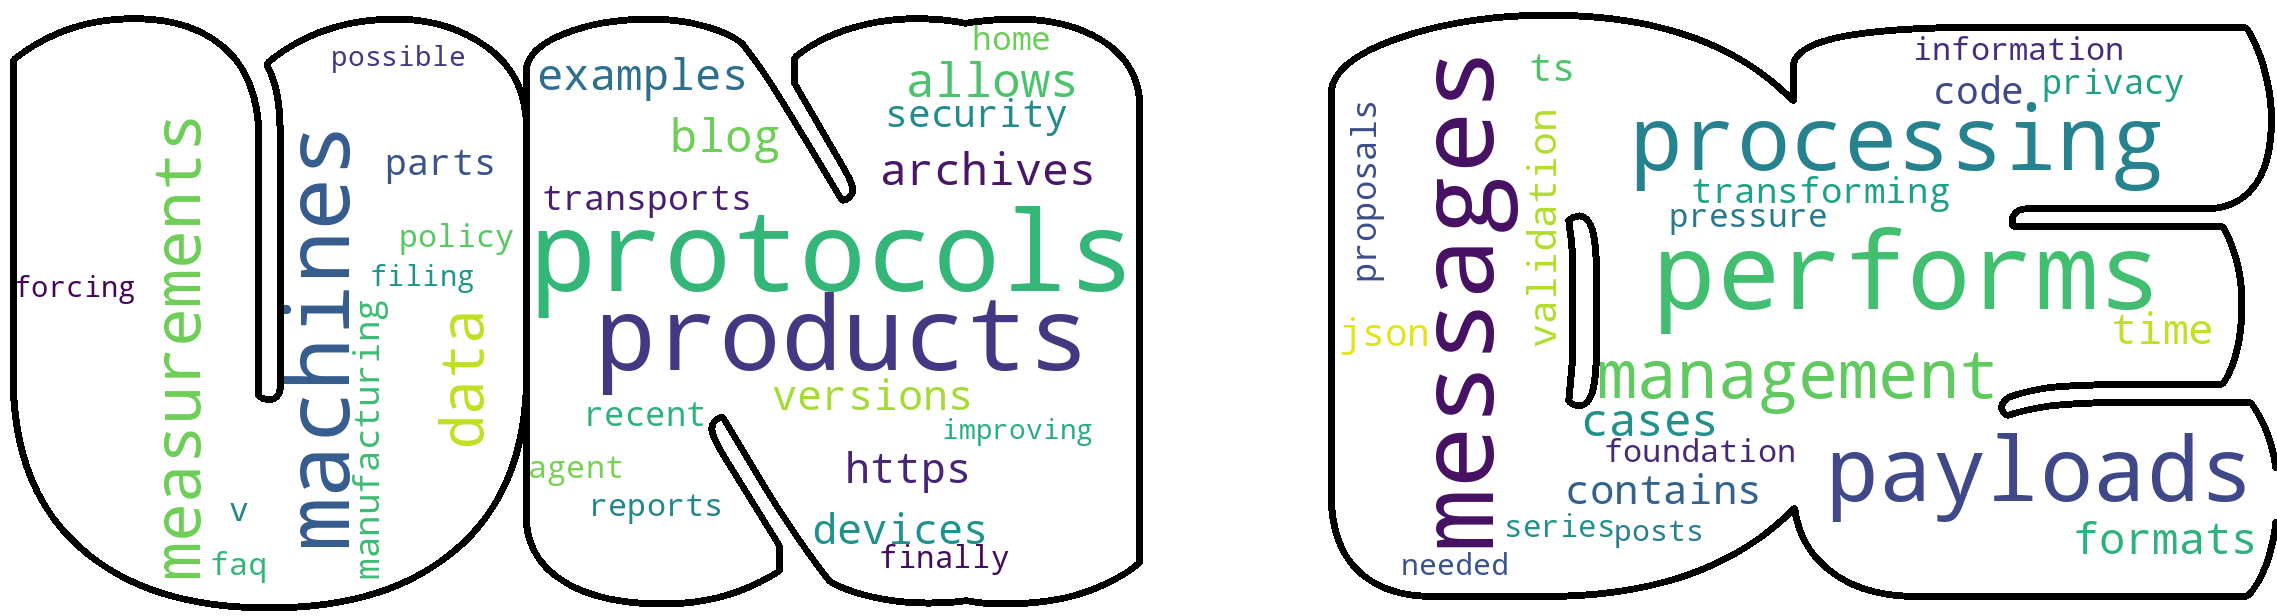 possible
measurements
machines
parts
policy
filing
forcing
manufacturing
data
v
faq
examples
blog
transports
home
allows
security
archives
protocols
products
versions
recent
improving
agent
https
reports
devices
finally
proposals
messages
ts
validation
json
information
code
privacy
processing
transforming
pressure
performs
time
management
cases
foundation
payloads
contains
series
posts
formats
needed